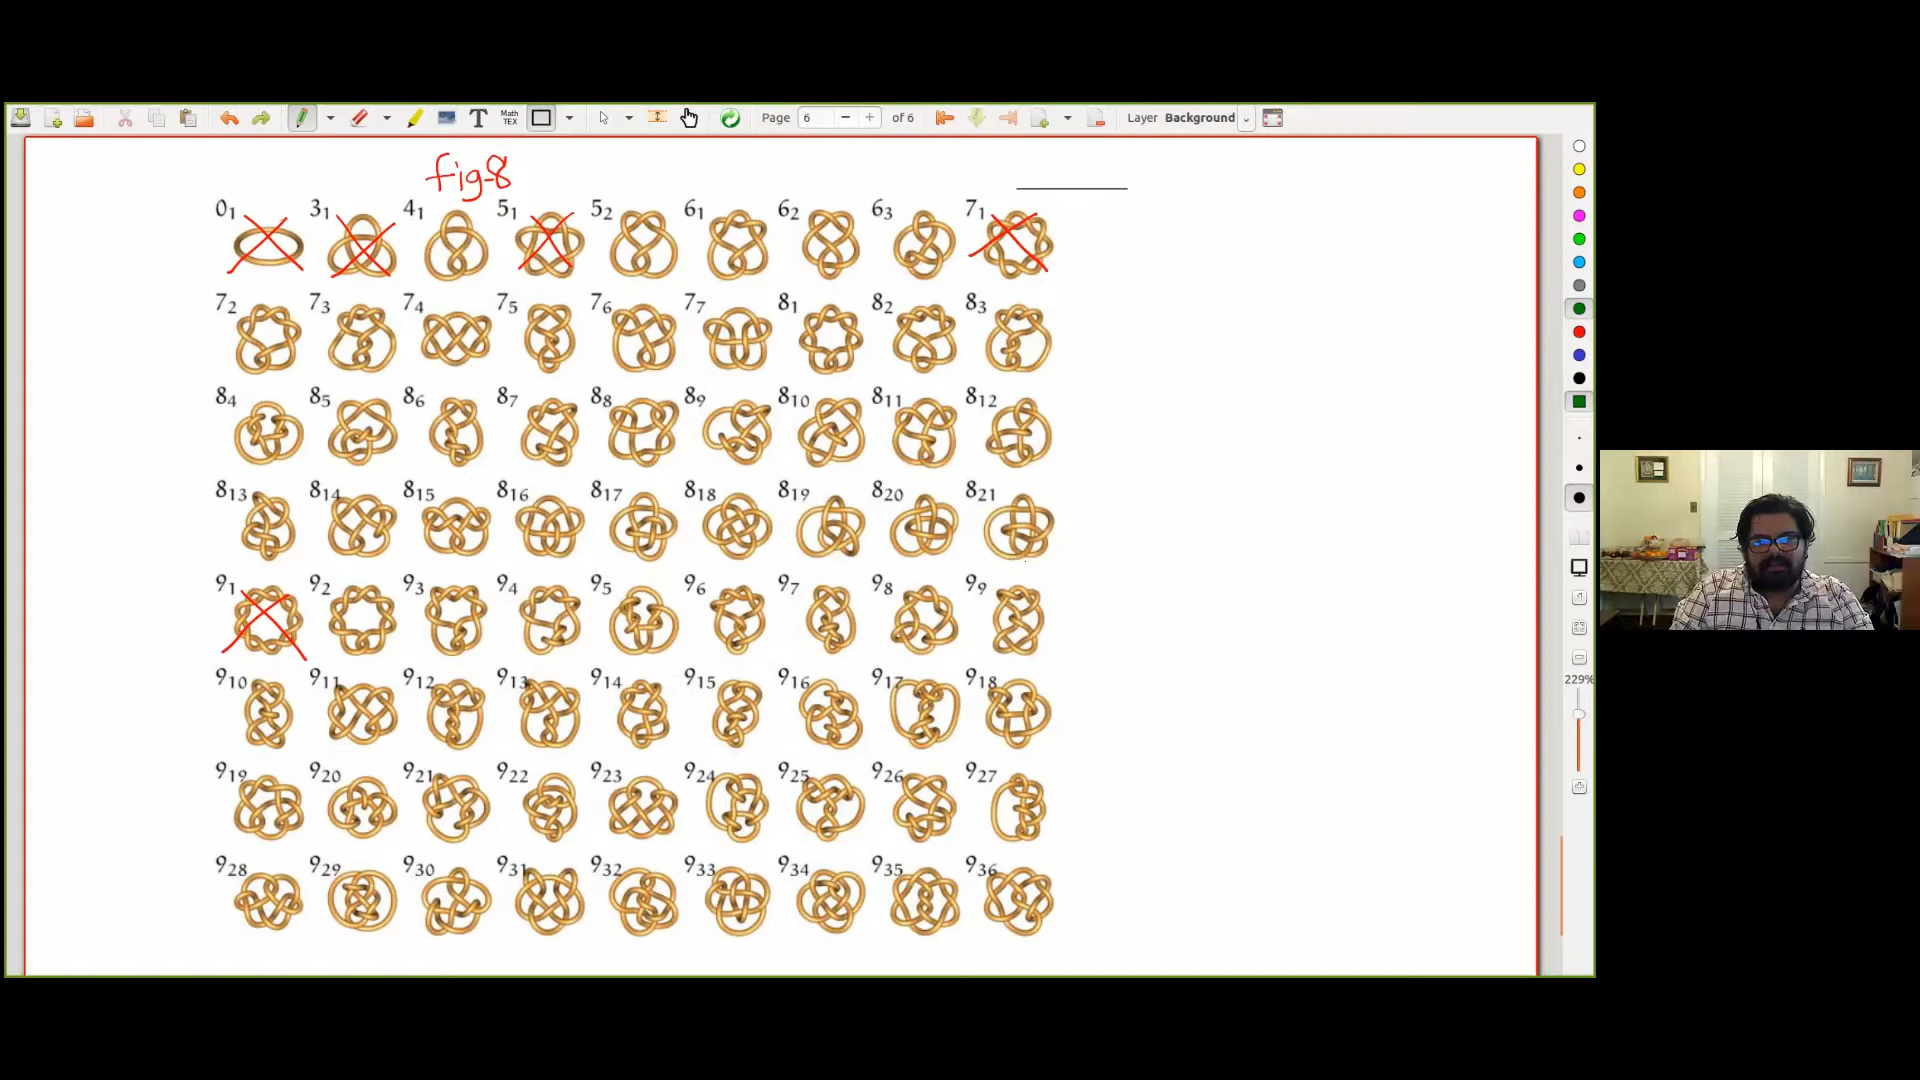 Math
TEX
T
Page 6 of 6
Layer Background
fig-8
0₁ 3₁ 4₁ 5₁ 5₂ 6₁ 6₂ 6₃ 7₁
7₂ 7₃ 7₄ 7₅ 7₆ 7₇ 8₁ 8₂ 8₃
8₄ 8₅ 8₆ 8₇ 8₈ 8₉ 8₁₀ 8₁₁ 8₁₂
8₁₃ 8₁₄ 8₁₅ 8₁₆ 8₁₇ 8₁₈ 8₁₉ 8₂₀ 8₂₁
9₁ 9₂ 9₃ 9₄ 9₅ 9₆ 9₇ 9₈ 9₉
9₁₀ 9₁₁ 9₁₂ 9₁₃ 9₁₄ 9₁₅ 9₁₆ 9₁₇ 9₁₈
9₁₉ 9₂₀ 9₂₁ 9₂₂ 9₂₃ 9₂₄ 9₂₅ 9₂₆ 9₂₇
9₂₈ 9₂₉ 9₃₀ 9₃₁ 9₃₂ 9₃₃ 9₃₄ 9₃₅ 9₃₆
229%